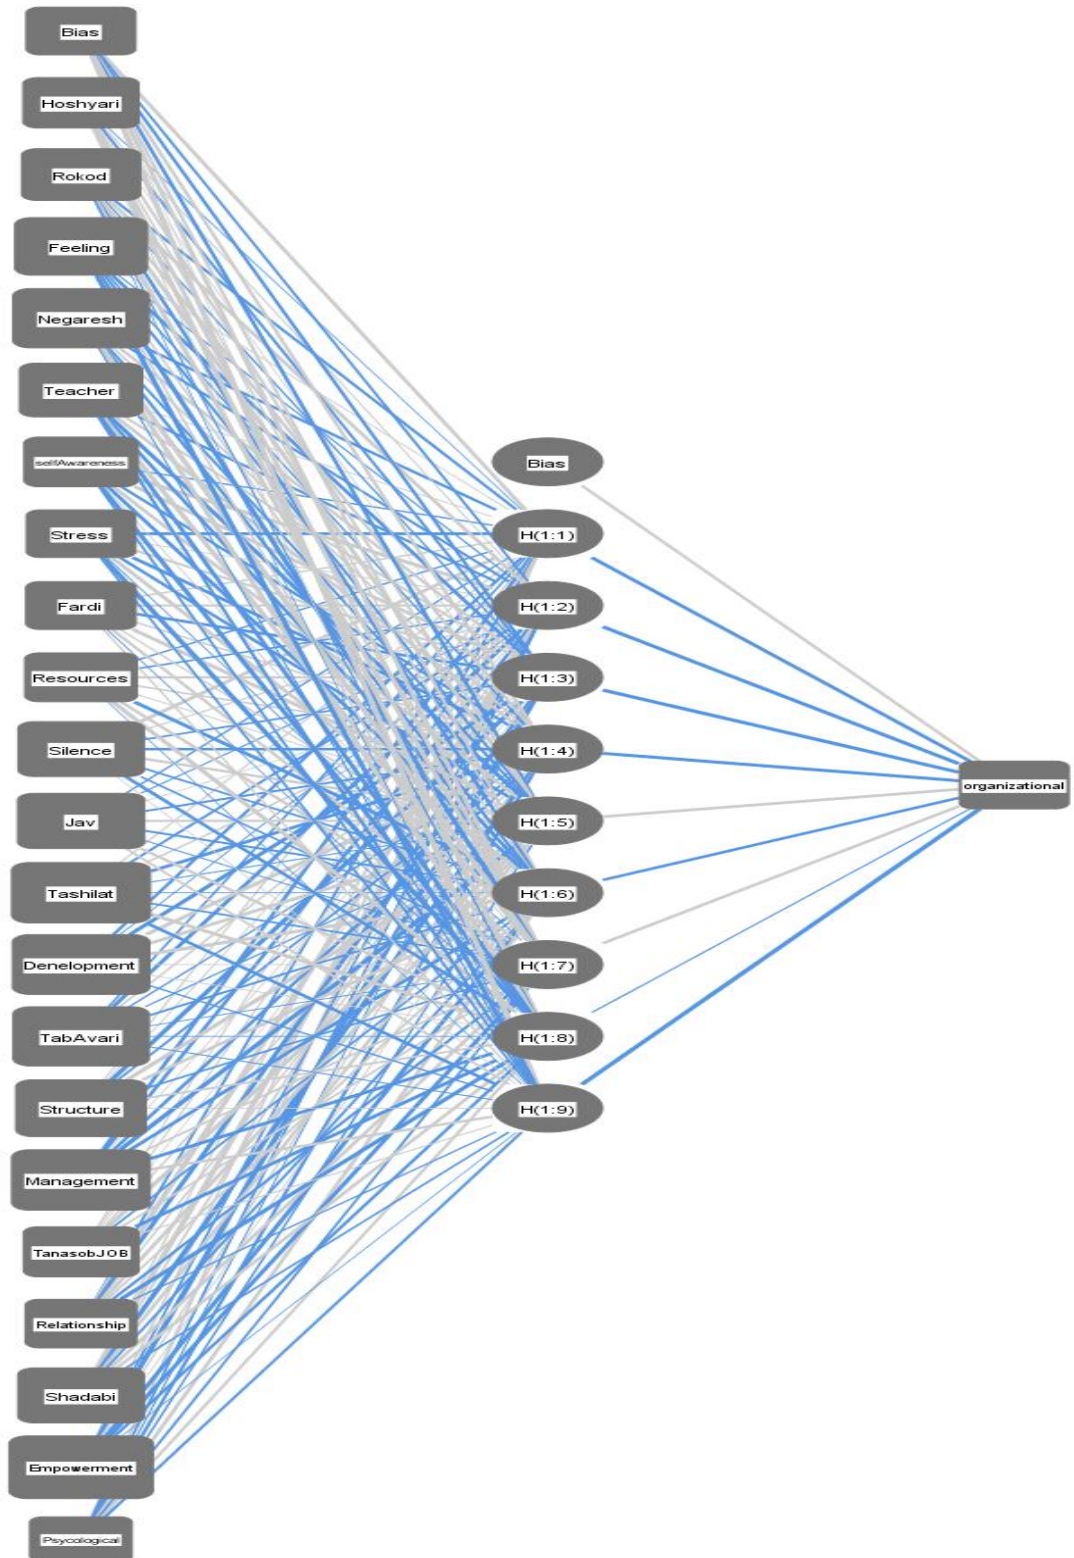 Bias
Hoshyari
Rokod
Feeling
Negaresh
Teacher
selfAwareness
Stress
Fardi
Resources
Silence
Jav
Tashilat
Denelopment
TabAvari
Structure
Management
TanasobJOB
Relationship
Shadabi
Empowerment
Psycological
Bias
H(1:1)
H(1:2)
H(1:3)
H(1:4)
H(1:5)
H(1:6)
H(1:7)
H(1:8)
H(1:9)
organizational